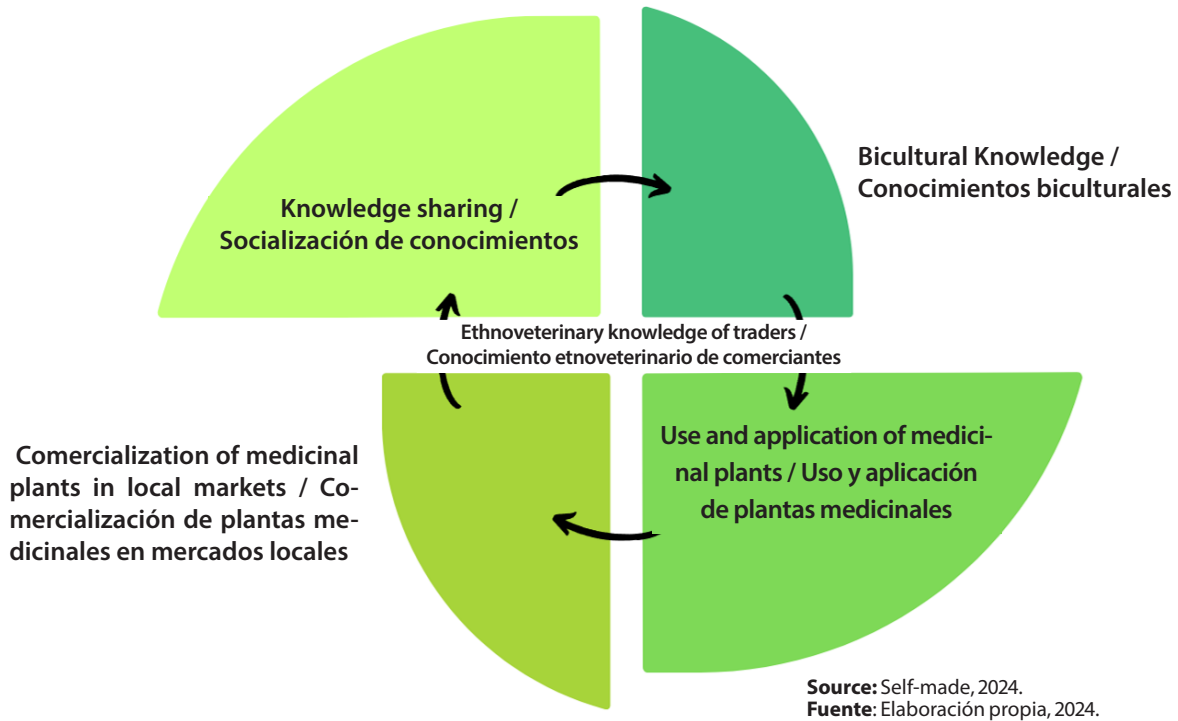 Knowledge sharing /
Socialización de conocimientos
Bicultural Knowledge /
Conocimientos biculturales
Ethnoveterinary knowledge of traders /
Conocimiento etnoveterinario de comerciantes
Comercialization of medicinal
plants in local markets / Co-
mercialización de plantas me-
dicinales en mercados locales
Use and application of medici-
nal plants / Uso y aplicación
de plantas medicinales
Source: Self-made, 2024.
Fuente: Elaboración propia, 2024.